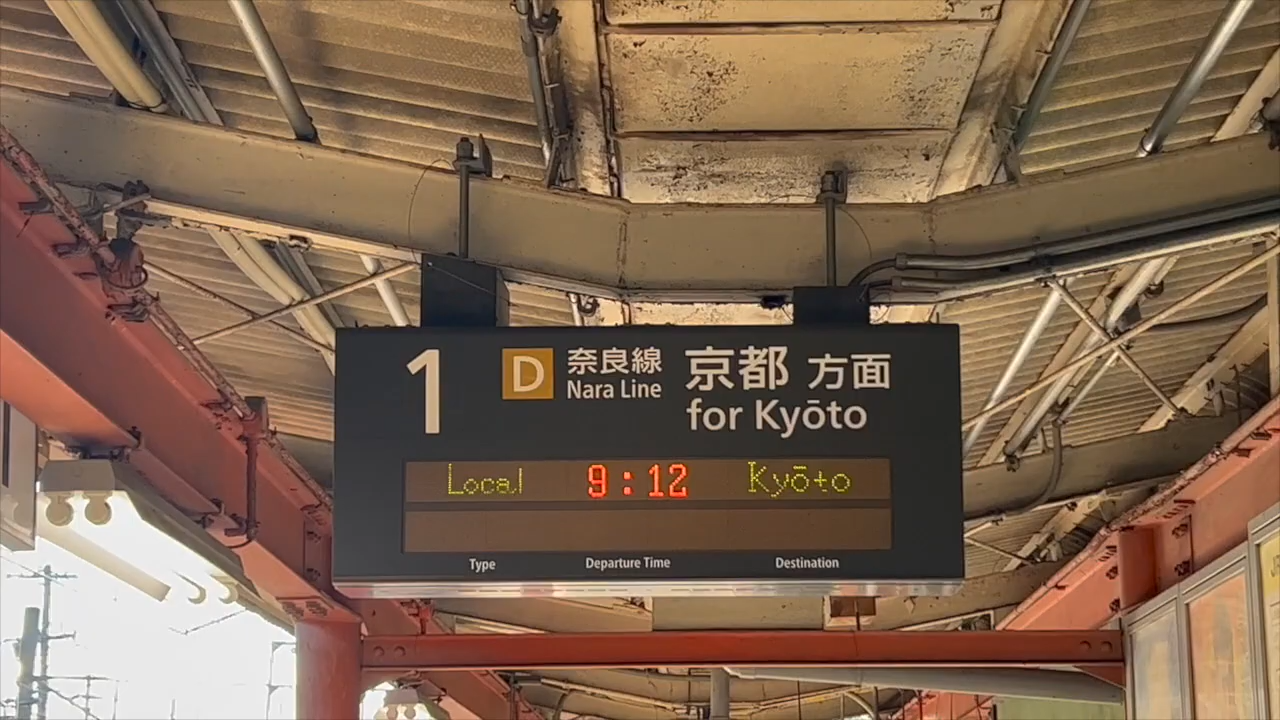 1 D 奈良線 京都 方面
Nara Line for Kyōto
Local 9:12 Kyōto
Type Departure Time Destination